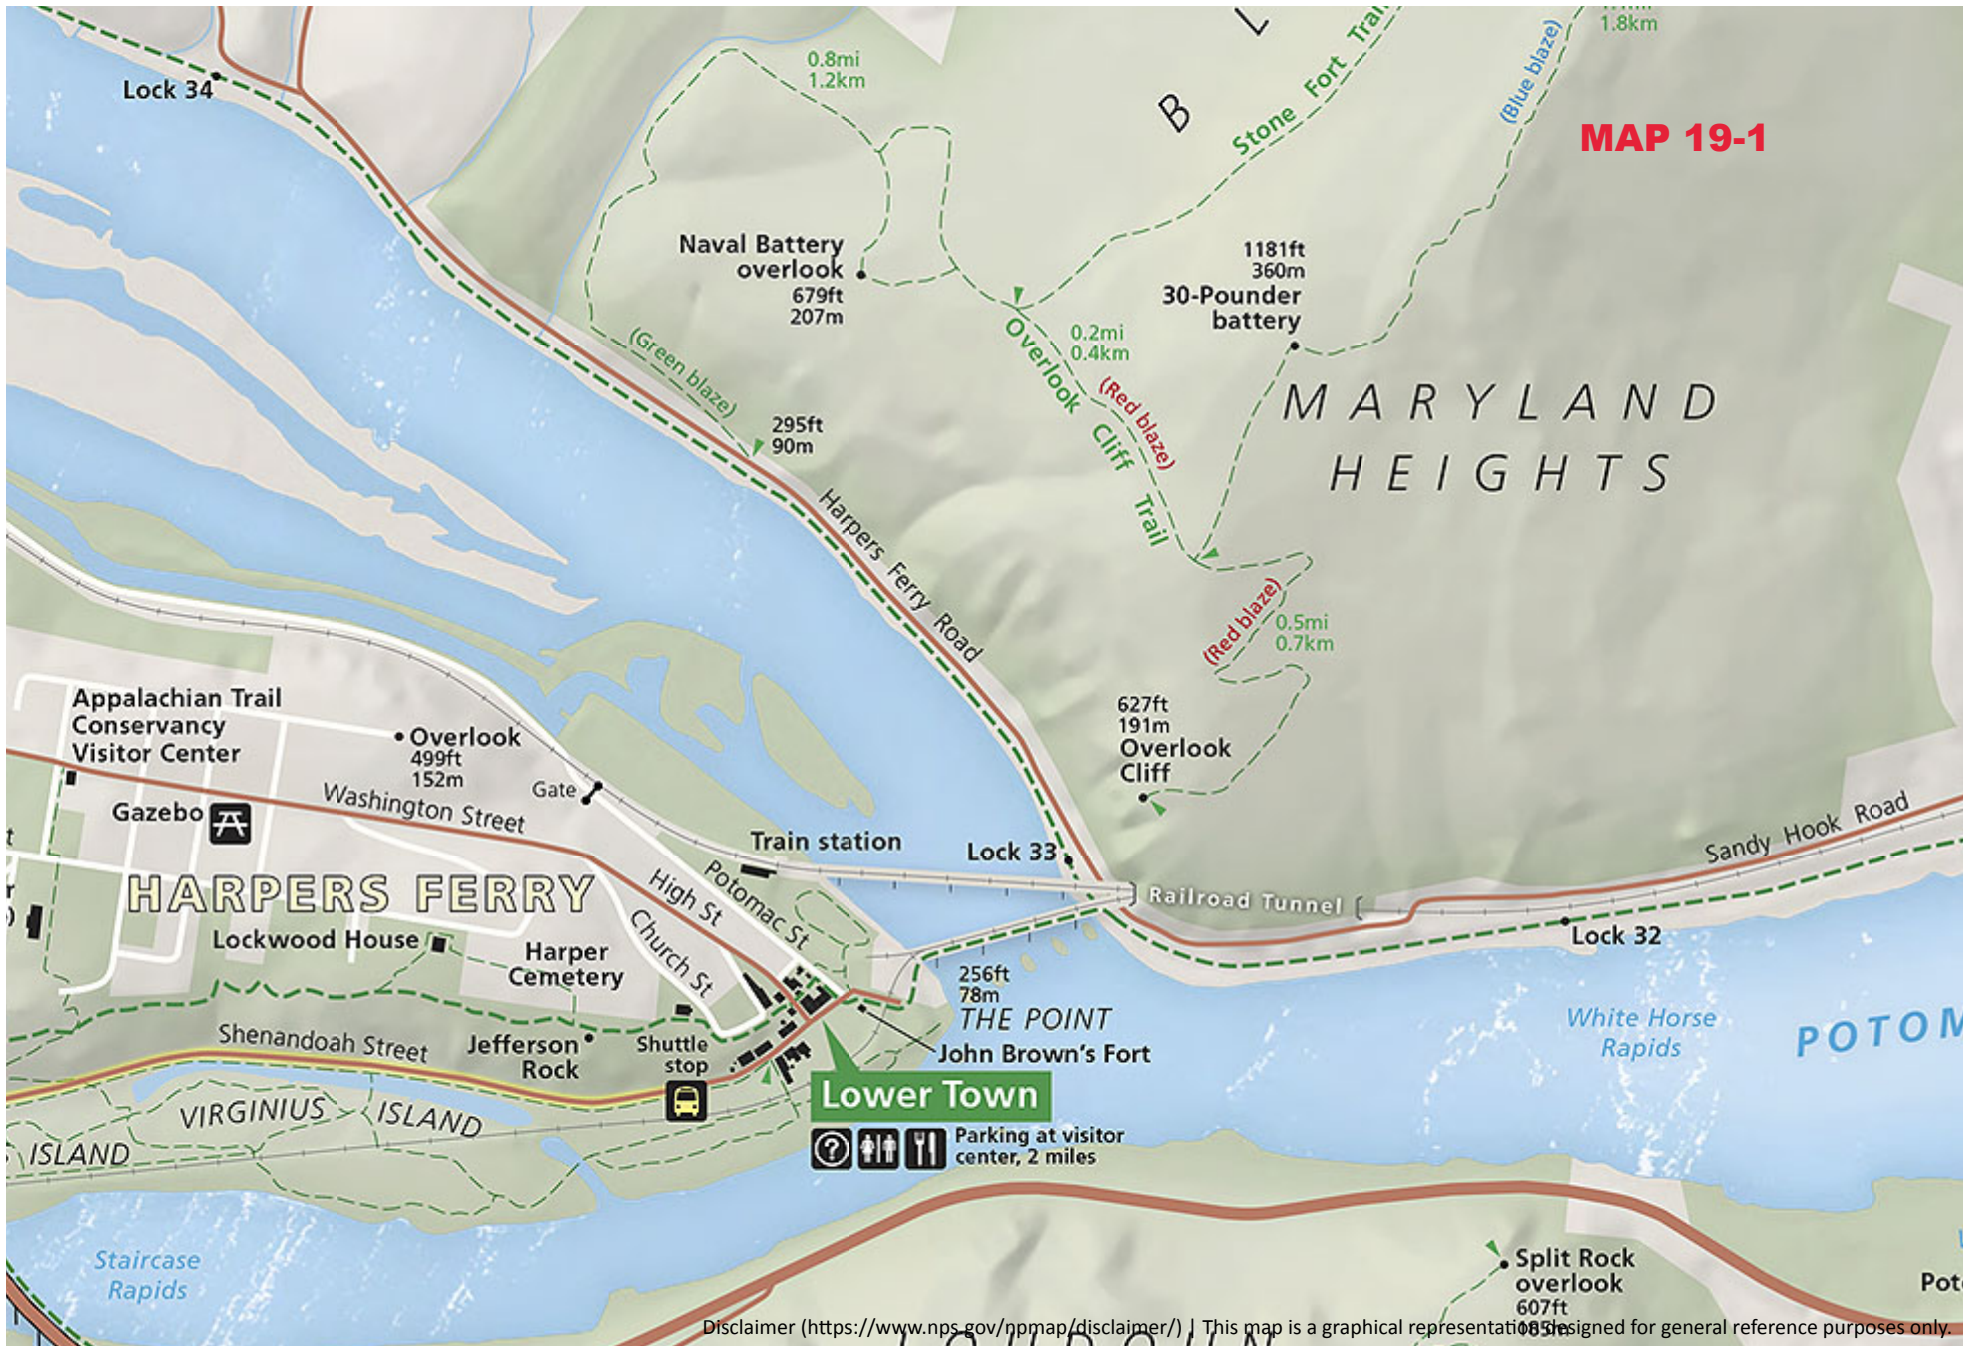 1.8km
(Blue blaze)
MAP 19-1
Stone Fort Trail
B L
0.8mi
1.2km
Lock 34
Naval Battery
overlook
679ft
207m
1181ft
360m
30-Pounder
battery
(Green blaze)
295ft
90m
Overlook Cliff Trail
0.2mi
0.4km
(Red blaze)
MARYLAND
HEIGHTS
Harpers Ferry Road
(Red blaze)
0.5mi
0.7km
627ft
191m
Overlook
Cliff
Appalachian Trail
Conservancy
Visitor Center
Overlook
499ft
152m
Gate
Washington Street
Gazebo
Train station
Lock 33
Railroad Tunnel
Sandy Hook Road
Lock 32
HARPERS FERRY
High St
Potomac St
Church St
Lockwood House
Harper
Cemetery
256ft
78m
THE POINT
John Brown's Fort
White Horse
Rapids
POTOM
Shenandoah Street
Jefferson
Rock
Shuttle
stop
Lower Town
?
Parking at visitor
center, 2 miles
VIRGINIUS ISLAND
ISLAND
Staircase
Rapids
Split Rock
overlook
607ft
185m
Pot
LOUDOUN
Disclaimer (https://www.nps.gov/npmap/disclaimer/) | This map is a graphical representation designed for general reference purposes only.